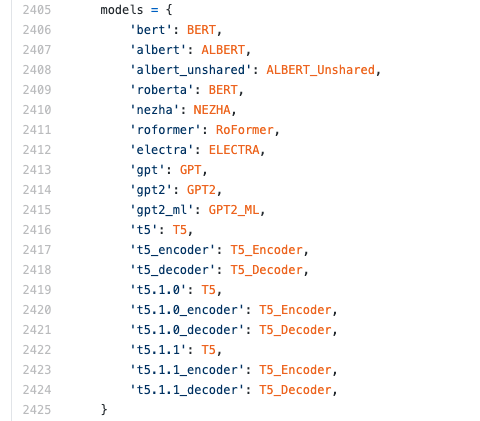 2405 models = {
2406 'bert': BERT,
2407 'albert': ALBERT,
2408 'albert_unshared': ALBERT_Unshared,
2409 'roberta': BERT,
2410 'nezha': NEZHA,
2411 'roformer': RoFormer,
2412 'electra': ELECTRA,
2413 'gpt': GPT,
2414 'gpt2': GPT2,
2415 'gpt2_ml': GPT2_ML,
2416 't5': T5,
2417 't5_encoder': T5_Encoder,
2418 't5_decoder': T5_Decoder,
2419 't5.1.0': T5,
2420 't5.1.0_encoder': T5_Encoder,
2421 't5.1.0_decoder': T5_Decoder,
2422 't5.1.1': T5,
2423 't5.1.1_encoder': T5_Encoder,
2424 't5.1.1_decoder': T5_Decoder,
2425 }